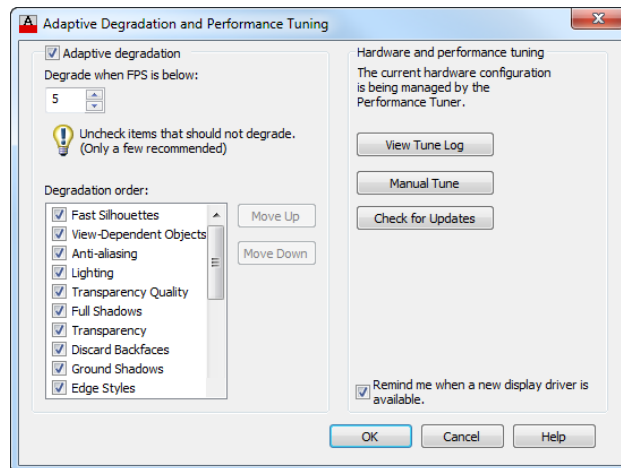 Adaptive Degradation and Performance Tuning
Adaptive degradation
Degrade when FPS is below:
5
Uncheck items that should not degrade.
(Only a few recommended)
Degradation order:
Fast Silhouettes
View-Dependent Objects
Anti-aliasing
Lighting
Transparency Quality
Full Shadows
Transparency
Discard Backfaces
Ground Shadows
Edge Styles
Move Up
Move Down
Hardware and performance tuning
The current hardware configuration
is being managed by the
Performance Tuner.
View Tune Log
Manual Tune
Check for Updates
Remind me when a new display driver is
available.
OK
Cancel
Help